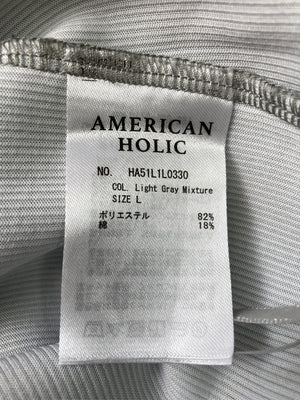 AMERICAN
HOLIC
NO. HA51L1L0330
COL. Light Gray Mixture
SIZE L
ポリエステル 82%
綿 18%